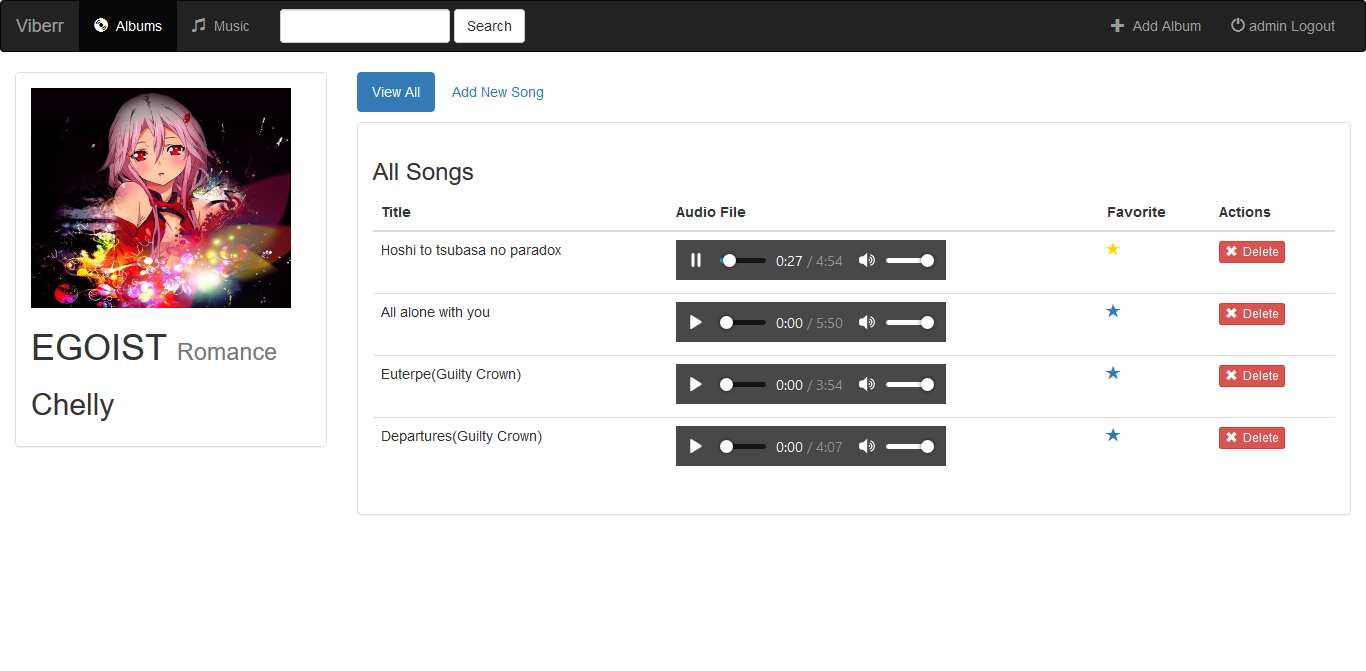 Viberr Albums Music Search Add Album admin Logout
View All Add New Song
All Songs
Title Audio File Favorite Actions
Hoshi to tsubasa no paradox 0:27 / 4:54 Delete
All alone with you 0:00 / 5:50 Delete
Euterpe(Guilty Crown) 0:00 / 3:54 Delete
Departures(Guilty Crown) 0:00 / 4:07 Delete
EGOIST Romance
Chelly